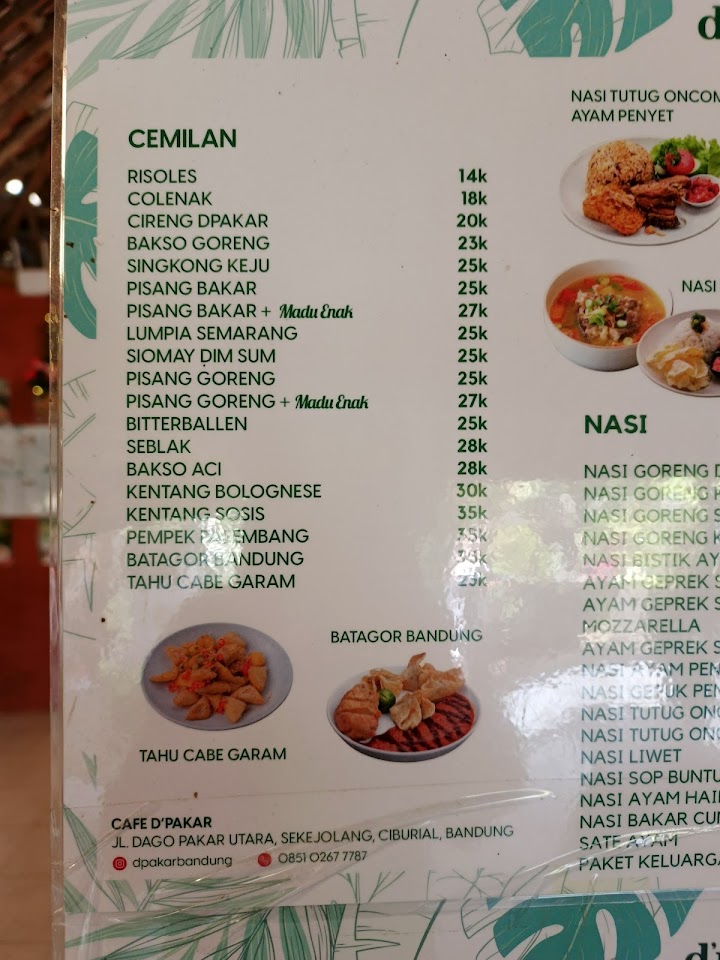 CEMILAN
RISOLES 14k
COLENAK 18k
CIRENG DPAKAR 20k
BAKSO GORENG 23k
SINGKONG KEJU 25k
PISANG BAKAR 25k
PISANG BAKAR + Madu Enak 27k
LUMPIA SEMARANG 25k
SIOMAY DIM SUM 25k
PISANG GORENG 25k
PISANG GORENG + Madu Enak 27k
BITTERBALLEN 25k
SEBLAK 28k
BAKSO ACI 28k
KENTANG BOLOGNESE 30k
KENTANG SOSIS 35k
PEMPEK PALEMBANG 35k
BATAGOR BANDUNG
TAHU CABE GARAM 23k
BATAGOR BANDUNG
TAHU CABE GARAM
CAFE D'PAKAR
JL. DAGO PAKAR UTARA, SEKEJOLANG, CIBURIAL, BANDUNG
dpakarbandung 0851 0267 7787
NASI TUTUG ONCOM
AYAM PENYET
NASI
NASI
NASI GORENG
NASI GORENG
NASI GORENG
NASI GORENG
NASI BISTIK
AYAM GEPREK
AYAM GEPREK
MOZZARELLA
AYAM GEPREK
NASI AYAM
NASI GEPUK
NASI TUTUG
NASI TUTUG
NASI LIWET
NASI SOP
NASI AYAM
NASI BAKAR
SATE AYAM
PAKET